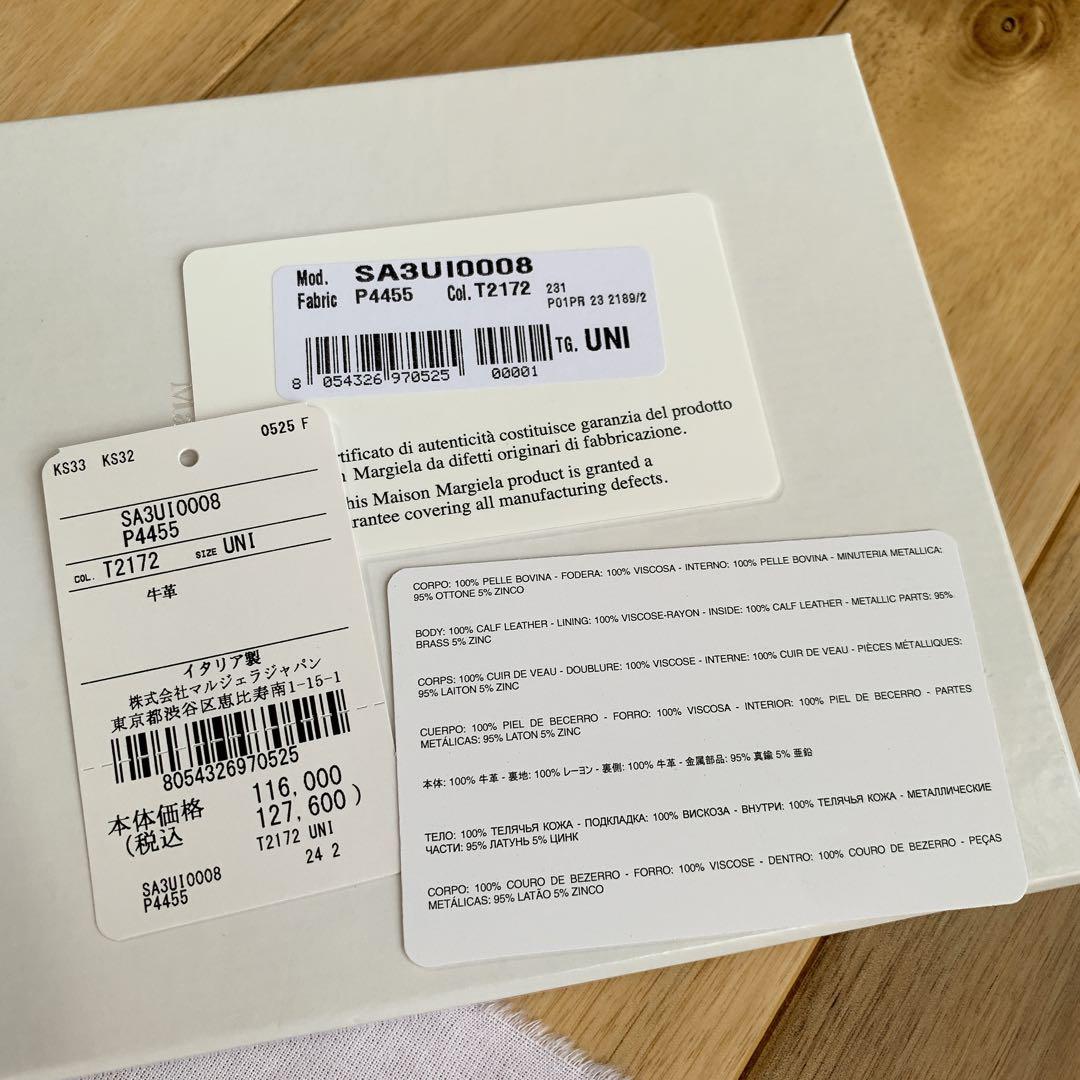 Mod. SA3UI0008
Fabric P4455 Col. T2172 231
P01PR 23 2189/2
8 054326 970525 00001 TG. UNI
tificato di autenticità costituisce garanzia del prodotto
n Margiela da difetti originari di fabbricazione.
his Maison Margiela product is granted a
rantee covering all manufacturing defects.
Ma
KS33 KS32 0525 F
SA3UI0008
P4455
COL. T2172 SIZE UNI
牛革
イタリア製
株式会社マルジェラジャパン
東京都渋谷区恵比寿南1-15-1
8054326970525
本体価格 116,000
(税込 127,600)
T2172 UNI
24 2
SA3UI0008
P4455
CORPO: 100% PELLE BOVINA - FODERA: 100% VISCOSA - INTERNO: 100% PELLE BOVINA - MINUTERIA METALLICA:
95% OTTONE 5% ZINCO
BODY: 100% CALF LEATHER - LINING: 100% VISCOSE-RAYON - INSIDE: 100% CALF LEATHER - METALLIC PARTS: 95%
BRASS 5% ZINC
CORPS: 100% CUIR DE VEAU - DOUBLURE: 100% VISCOSE - INTERNE: 100% CUIR DE VEAU - PIÈCES MÉTALLIQUES:
95% LAITON 5% ZINC
CUERPO: 100% PIEL DE BECERRO - FORRO: 100% VISCOSA - INTERIOR: 100% PIEL DE BECERRO - PARTES
METÁLICAS: 95% LATON 5% ZINC
本体: 100% 牛革 - 裏地: 100% レーヨン - 裏側: 100% 牛革 - 金属部品: 95% 真鍮 5% 亜鉛
ТЕЛО: 100% ТЕЛЯЧЬЯ КОЖА - ПОДКЛАДКА: 100% ВИСКОЗА - ВНУТРИ: 100% ТЕЛЯЧЬЯ КОЖА - МЕТАЛЛИЧЕСКИЕ
ЧАСТИ: 95% ЛАТУНЬ 5% ЦИНК
CORPO: 100% COURO DE BEZERRO - FORRO: 100% VISCOSE - DENTRO: 100% COURO DE BEZERRO - PEÇAS
METÁLICAS: 95% LATÃO 5% ZINCO